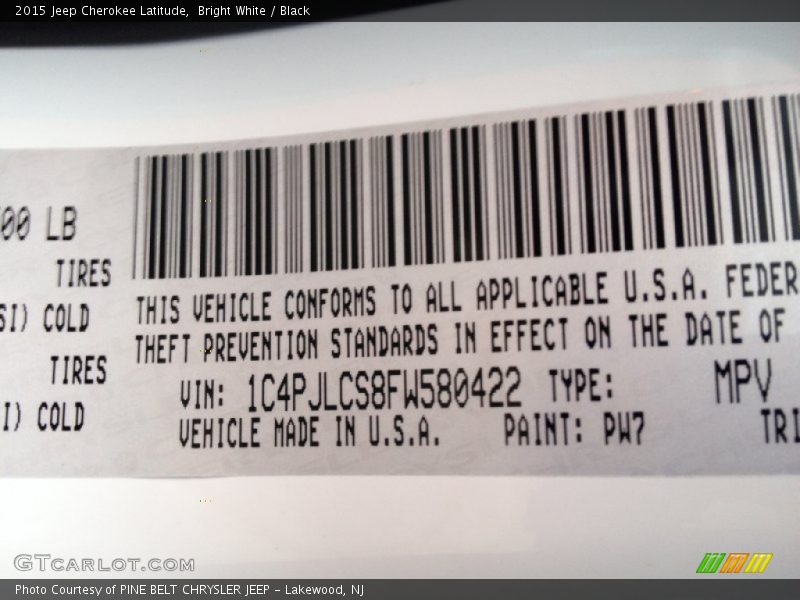 2015 Jeep Cherokee Latitude,  Bright White / Black
00 LB
TIRES
SI) COLD
TIRES
I) COLD
THIS VEHICLE CONFORMS TO ALL APPLICABLE U.S.A. FEDER
THEFT PREVENTION STANDARDS IN EFFECT ON THE DATE OF
VIN: 1C4PJLCS8FW580422 TYPE: MPV
VEHICLE MADE IN U.S.A. PAINT: PW7 TRI
GTCARLOT.COM
Photo Courtesy of PINE BELT CHRYSLER JEEP - Lakewood, NJ